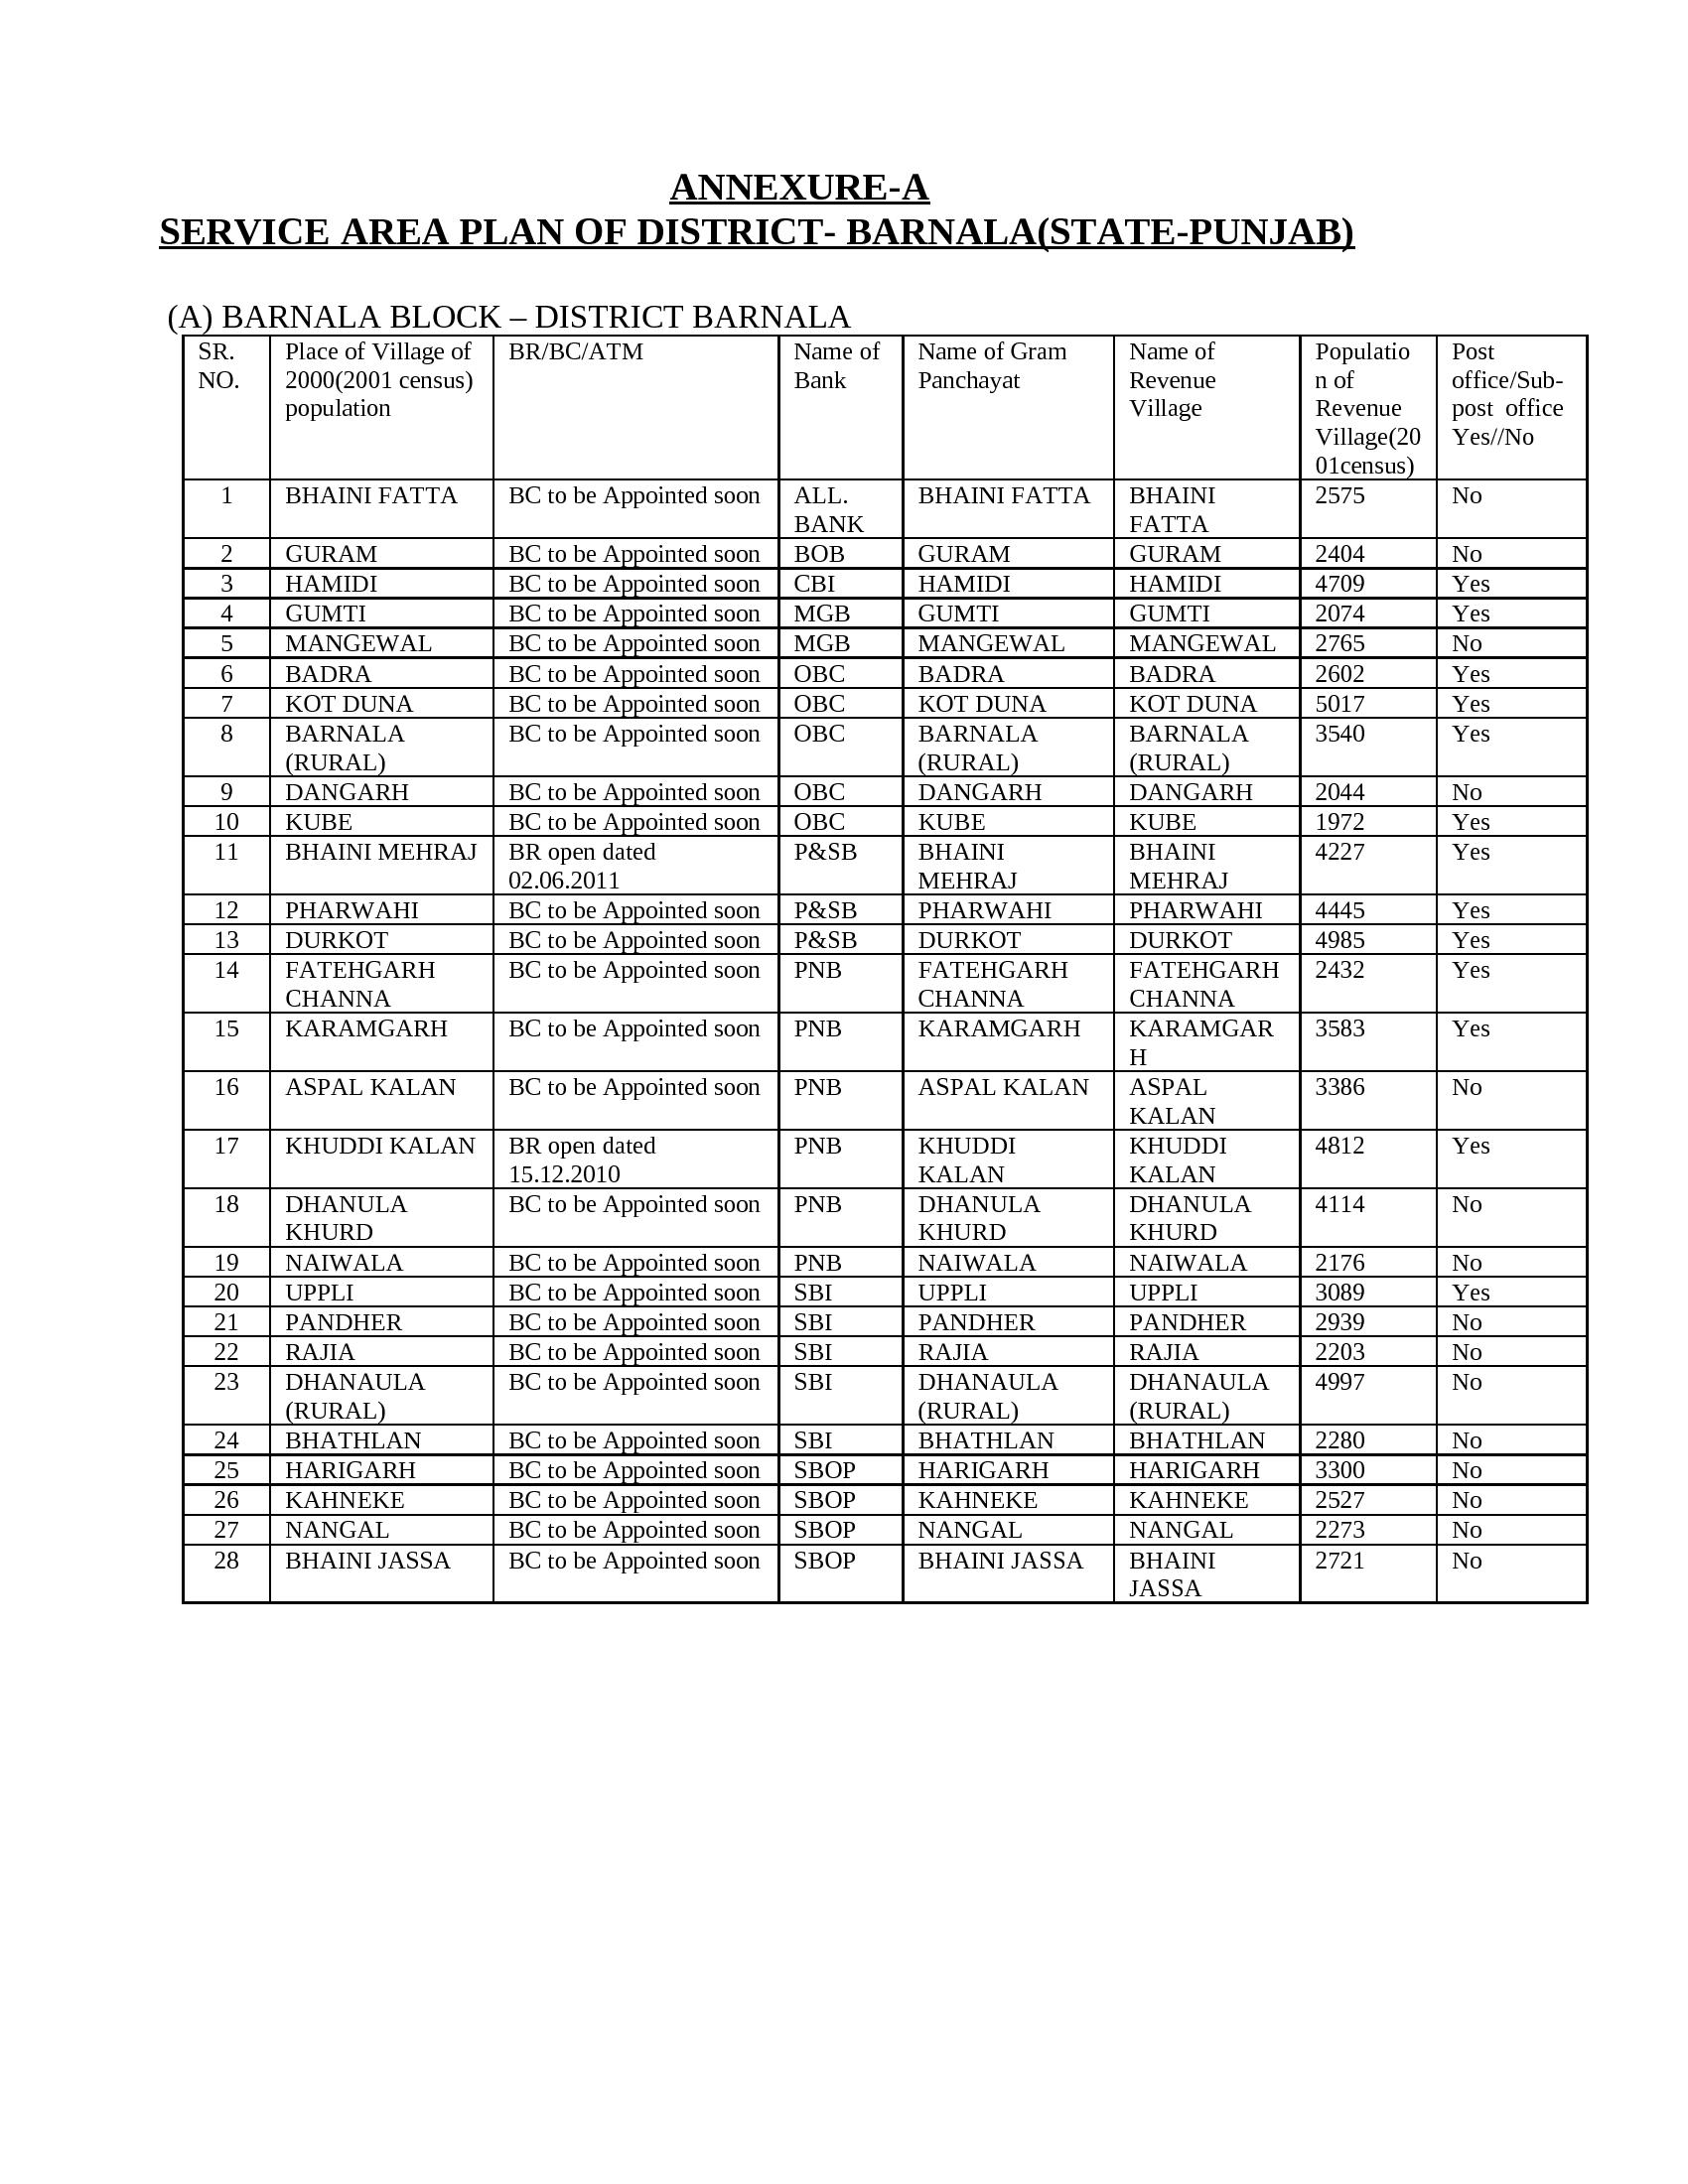 ANNEXURE-A
SERVICE AREA PLAN OF DISTRICT- BARNALA(STATE-PUNJAB)
(A) BARNALA BLOCK – DISTRICT BARNALA
SR. NO. Place of Village of 2000(2001 census) population BR/BC/ATM Name of Bank Name of Gram Panchayat Name of Revenue Village Populatio n of Revenue Village(20 01census) Post office/Sub- post office Yes//No
1 BHAINI FATTA BC to be Appointed soon ALL. BANK BHAINI FATTA BHAINI FATTA 2575 No
2 GURAM BC to be Appointed soon BOB GURAM GURAM 2404 No
3 HAMIDI BC to be Appointed soon CBI HAMIDI HAMIDI 4709 Yes
4 GUMTI BC to be Appointed soon MGB GUMTI GUMTI 2074 Yes
5 MANGEWAL BC to be Appointed soon MGB MANGEWAL MANGEWAL 2765 No
6 BADRA BC to be Appointed soon OBC BADRA BADRA 2602 Yes
7 KOT DUNA BC to be Appointed soon OBC KOT DUNA KOT DUNA 5017 Yes
8 BARNALA (RURAL) BC to be Appointed soon OBC BARNALA (RURAL) BARNALA (RURAL) 3540 Yes
9 DANGARH BC to be Appointed soon OBC DANGARH DANGARH 2044 No
10 KUBE BC to be Appointed soon OBC KUBE KUBE 1972 Yes
11 BHAINI MEHRAJ BR open dated 02.06.2011 P&SB BHAINI MEHRAJ BHAINI MEHRAJ 4227 Yes
12 PHARWAHI BC to be Appointed soon P&SB PHARWAHI PHARWAHI 4445 Yes
13 DURKOT BC to be Appointed soon P&SB DURKOT DURKOT 4985 Yes
14 FATEHGARH CHANNA BC to be Appointed soon PNB FATEHGARH CHANNA FATEHGARH CHANNA 2432 Yes
15 KARAMGARH BC to be Appointed soon PNB KARAMGARH KARAMGAR H 3583 Yes
16 ASPAL KALAN BC to be Appointed soon PNB ASPAL KALAN ASPAL KALAN 3386 No
17 KHUDDI KALAN BR open dated 15.12.2010 PNB KHUDDI KALAN KHUDDI KALAN 4812 Yes
18 DHANULA KHURD BC to be Appointed soon PNB DHANULA KHURD DHANULA KHURD 4114 No
19 NAIWALA BC to be Appointed soon PNB NAIWALA NAIWALA 2176 No
20 UPPLI BC to be Appointed soon SBI UPPLI UPPLI 3089 Yes
21 PANDHER BC to be Appointed soon SBI PANDHER PANDHER 2939 No
22 RAJIA BC to be Appointed soon SBI RAJIA RAJIA 2203 No
23 DHANAULA (RURAL) BC to be Appointed soon SBI DHANAULA (RURAL) DHANAULA (RURAL) 4997 No
24 BHATHLAN BC to be Appointed soon SBI BHATHLAN BHATHLAN 2280 No
25 HARIGARH BC to be Appointed soon SBOP HARIGARH HARIGARH 3300 No
26 KAHNEKE BC to be Appointed soon SBOP KAHNEKE KAHNEKE 2527 No
27 NANGAL BC to be Appointed soon SBOP NANGAL NANGAL 2273 No
28 BHAINI JASSA BC to be Appointed soon SBOP BHAINI JASSA BHAINI JASSA 2721 No